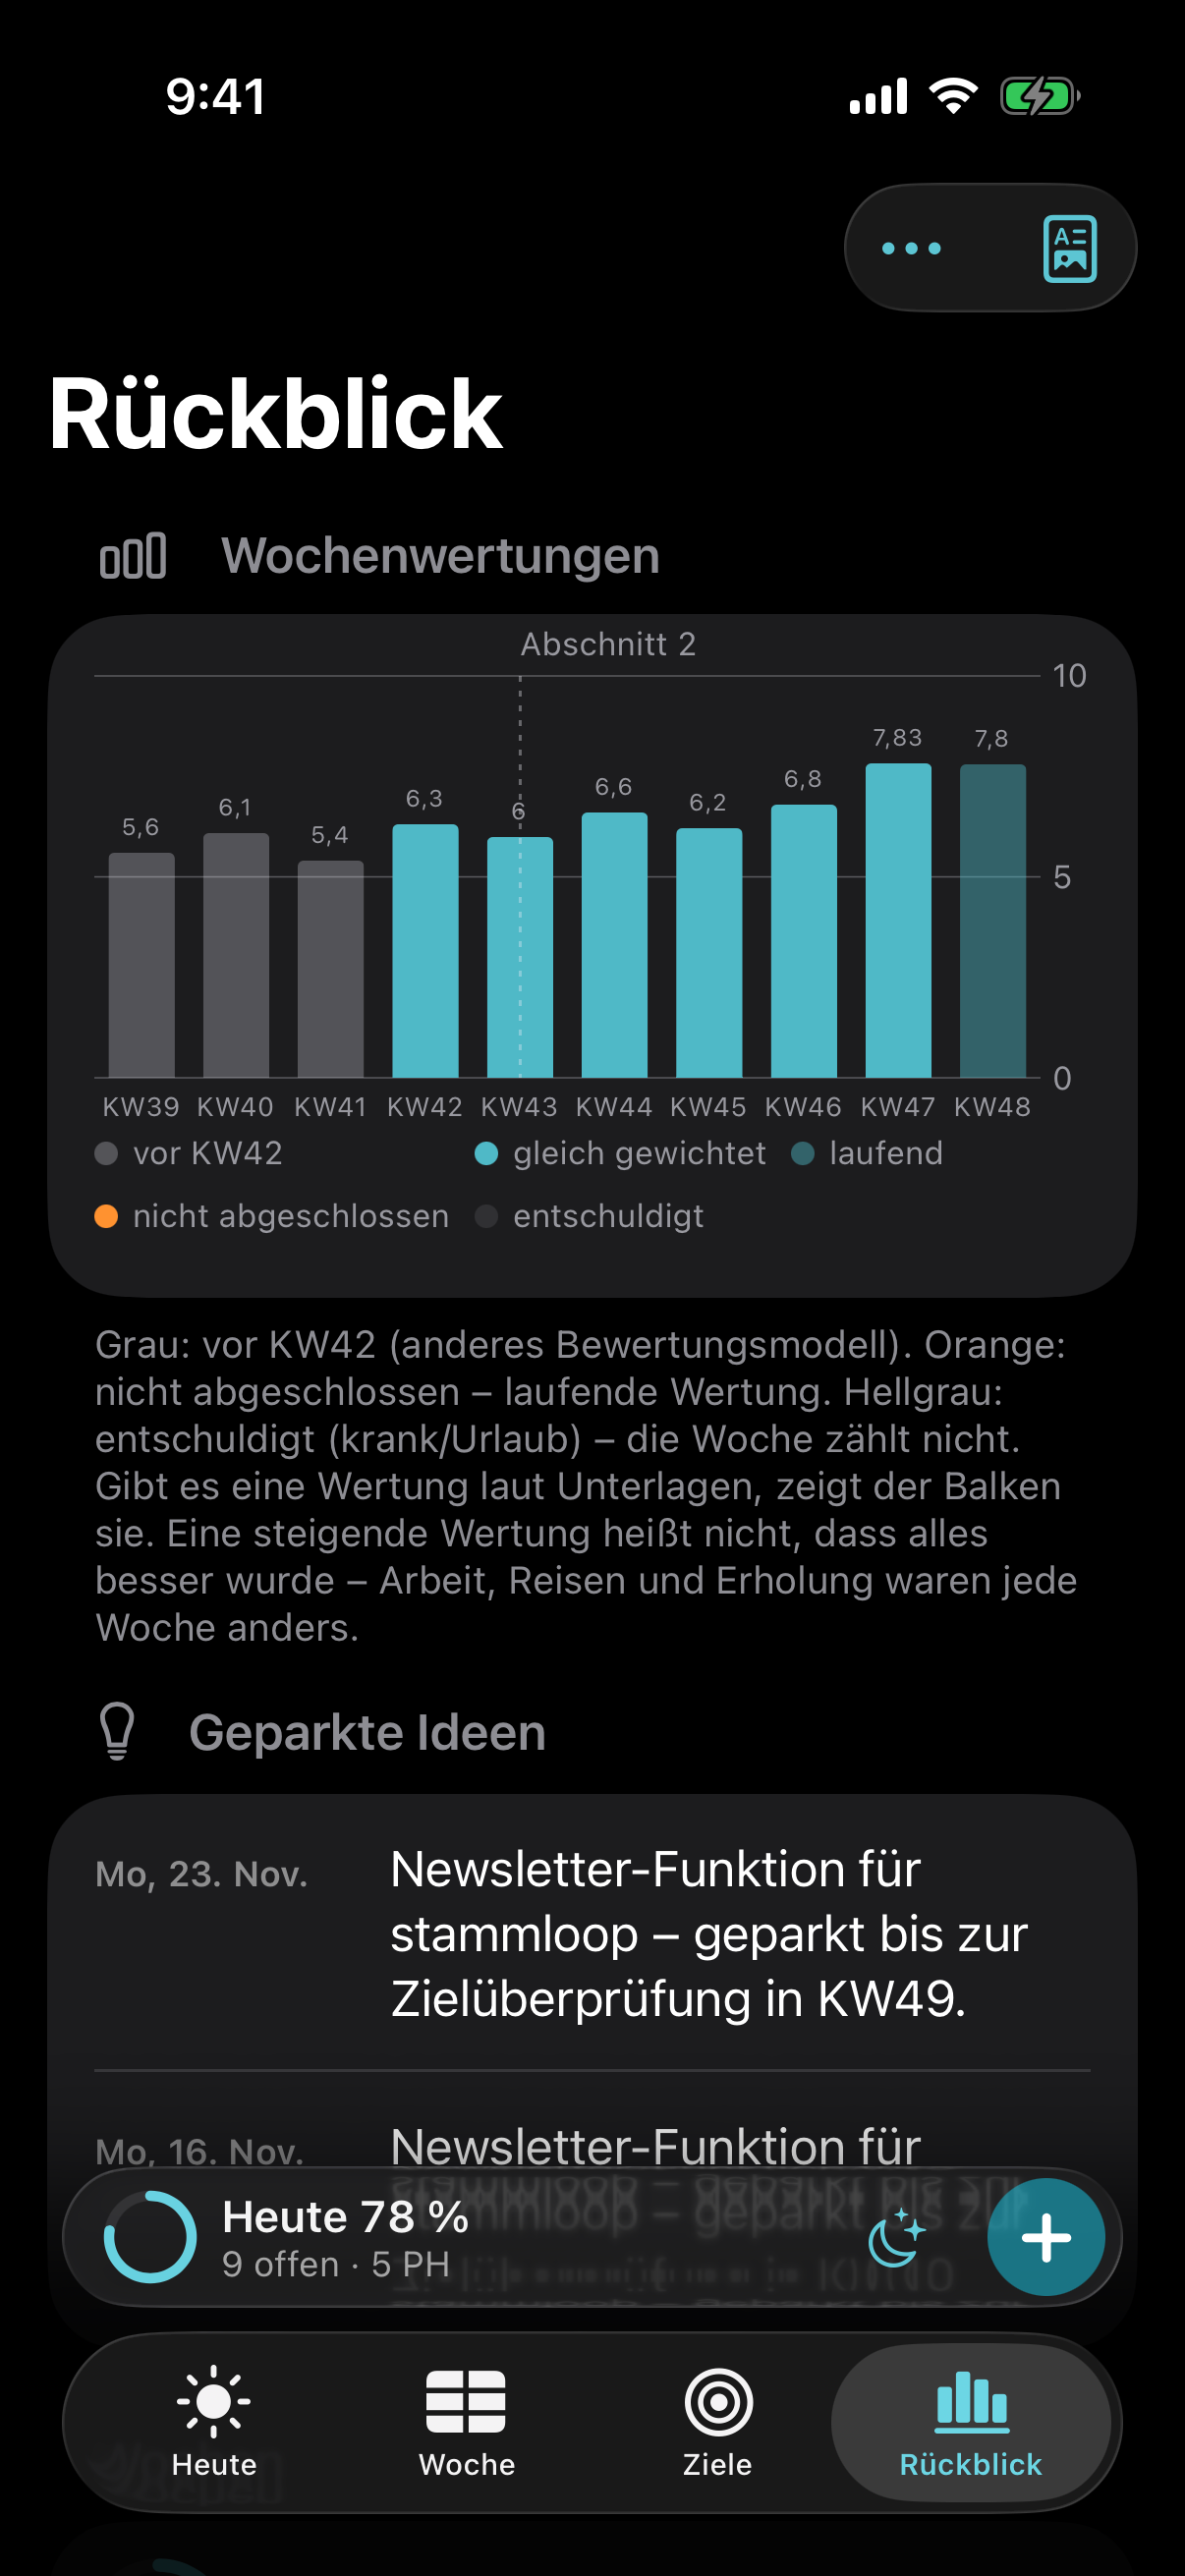 9:41
Rückblick
Wochenwertungen
Abschnitt 2
10
5
0
5,6
6,1
5,4
6,3
6
6,6
6,2
6,8
7,83
7,8
KW39 KW40 KW41 KW42 KW43 KW44 KW45 KW46 KW47 KW48
vor KW42 gleich gewichtet laufend
nicht abgeschlossen entschuldigt
Grau: vor KW42 (anderes Bewertungsmodell). Orange:
nicht abgeschlossen – laufende Wertung. Hellgrau:
entschuldigt (krank/Urlaub) – die Woche zählt nicht.
Gibt es eine Wertung laut Unterlagen, zeigt der Balken
sie. Eine steigende Wertung heißt nicht, dass alles
besser wurde – Arbeit, Reisen und Erholung waren jede
Woche anders.
Geparkte Ideen
Mo, 23. Nov.
Newsletter-Funktion für
stammloop – geparkt bis zur
Zielüberprüfung in KW49.
Mo, 16. Nov.
Newsletter-Funktion für
Heute 78 %
9 offen · 5 PH
Heute Woche Ziele Rückblick